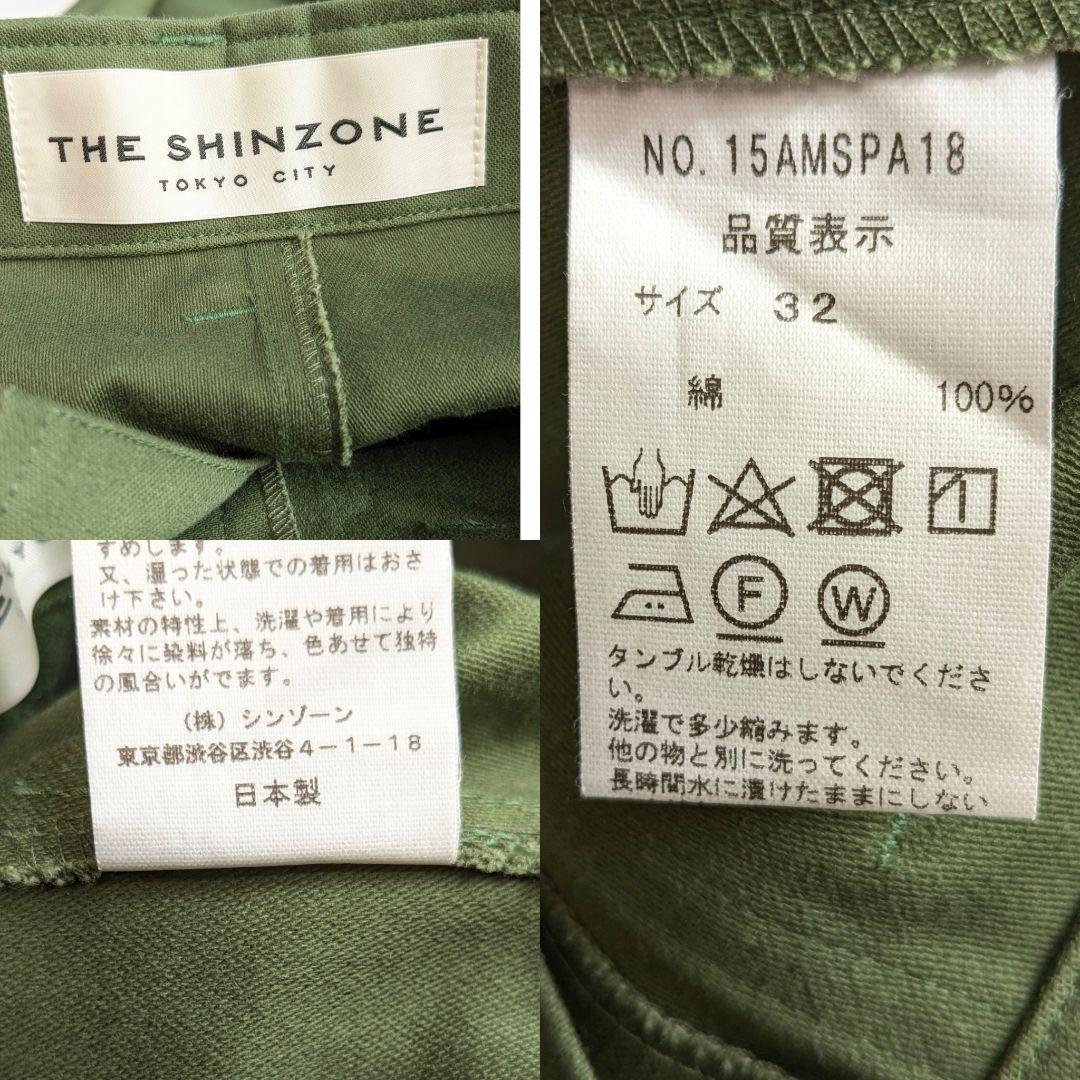 THE SHINZONE
TOKYO CITY
NO. 15AMSPA18
品質表示
サイズ 32
綿 100%
F W
タンブル乾燥はしないでくださ
い。
洗濯で多少縮みます。
他の物と別に洗ってください。
長時間水に漬けたままにしない
すめします。
又、湿った状態での着用はおさ
け下さい。
素材の特性上、洗濯や着用により
徐々に染料が落ち、色あせて独特
の風合いがでます。
(株) シンゾーン
東京都渋谷区渋谷4-1-18
日本製